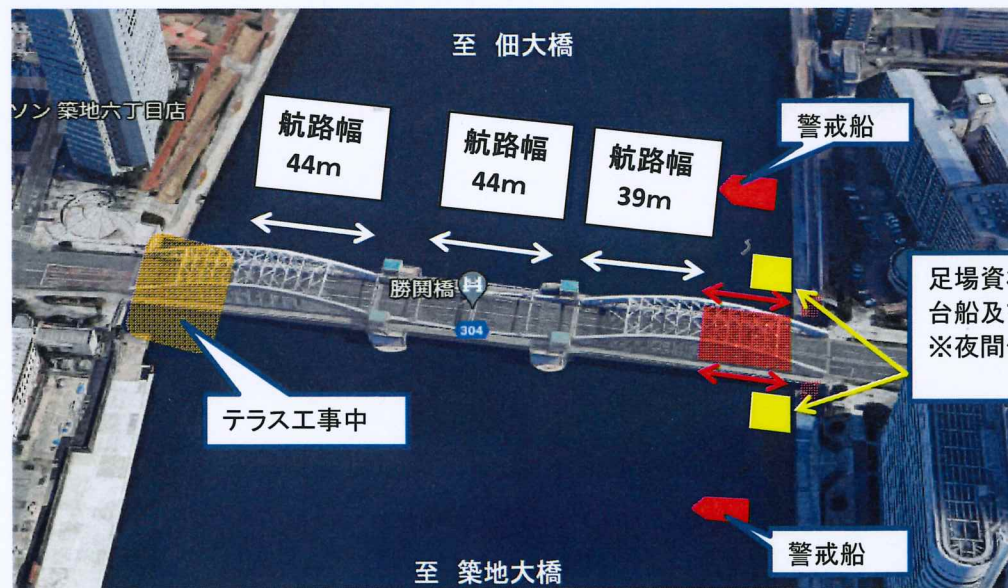 至 佃大橋
ソン 築地六丁目店
警戒船
航路幅
44m
航路幅
44m
航路幅
39m
勝鬨橋
304
足場資
台船及
※夜間
テラス工事中
警戒船
至 築地大橋